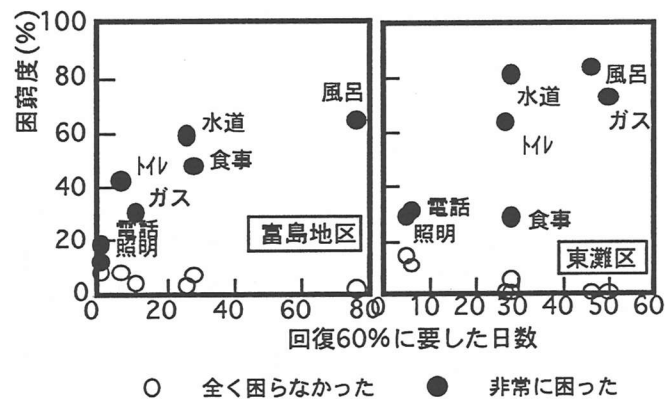 困窮度(%)
100
80
60
40
20
0
風呂
水道
食事
ﾄｲﾚ
ガス
電話
照明
富島地区
0 20 40 60 80
風呂
水道
ガス
ﾄｲﾚ
電話
照明
食事
東灘区
0 10 20 30 40 50 60
回復60%に要した日数
○ 全く困らなかった ● 非常に困った